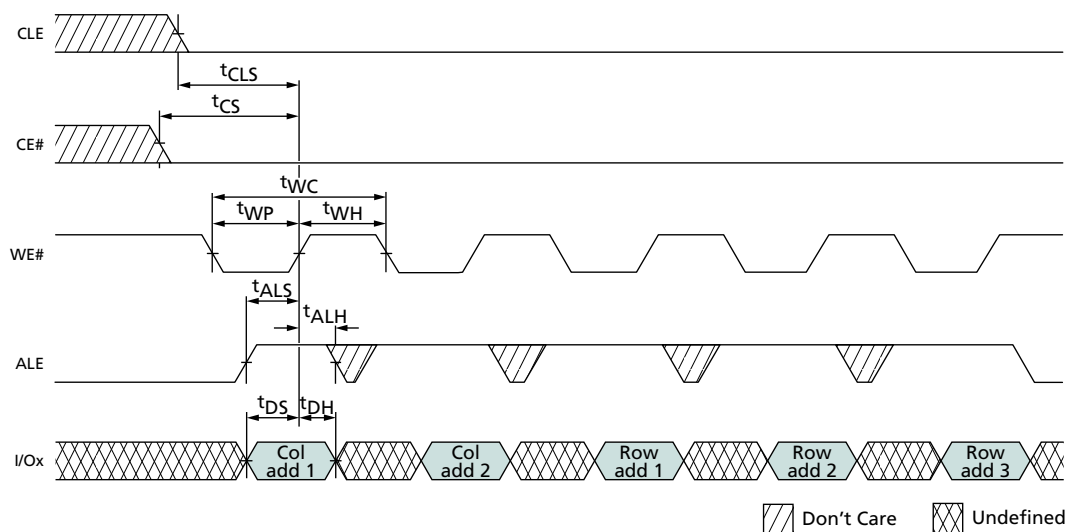 CLE
tCLS
tCS
CE#
tWC
tWP tWH
WE#
tALS
tALH
ALE
tDS tDH
I/Ox
Col add 1
Col add 2
Row add 1
Row add 2
Row add 3
Don't Care
Undefined